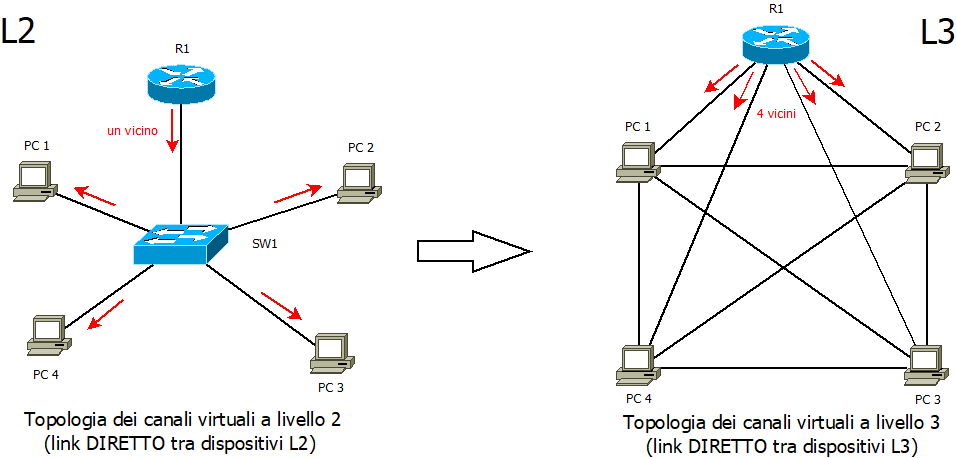 L2
R1
un vicino
PC 1
PC 2
SW1
PC 4
PC 3
Topologia dei canali virtuali a livello 2
(link DIRETTO tra dispositivi L2)
L3
R1
4 vicini
PC 1
PC 2
PC 4
PC 3
Topologia dei canali virtuali a livello 3
(link DIRETTO tra dispositivi L3)